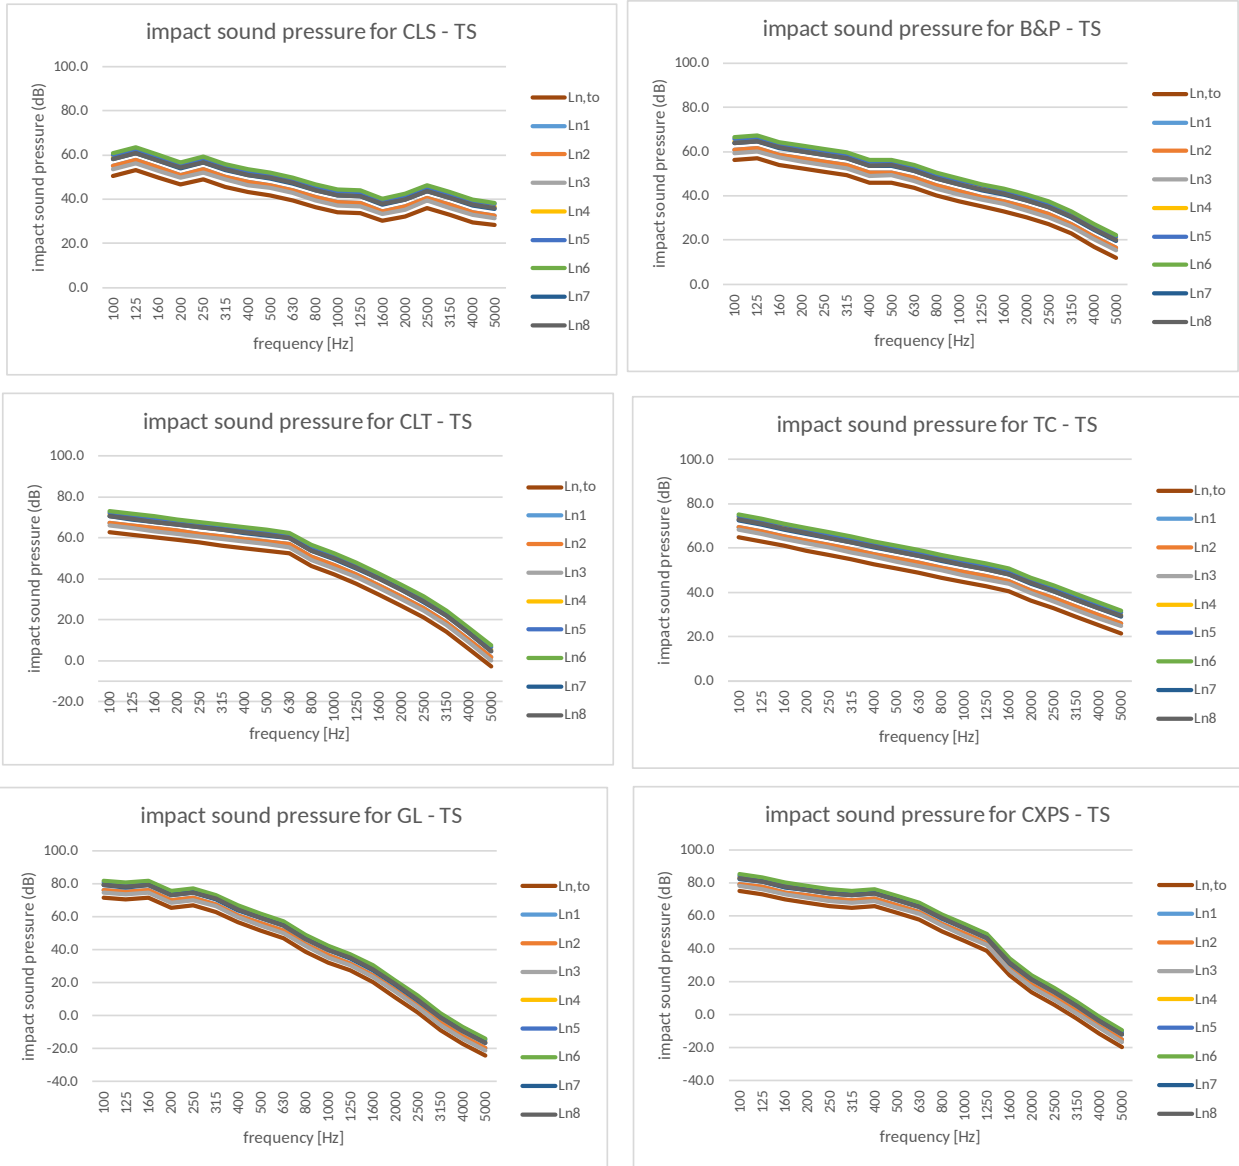 impact sound pressure for CLS - TS
100.0
80.0
60.0
40.0
20.0
0.0
impact sound pressure (dB)
100 125 160 200 250 315 400 500 630 800 1000 1250 1600 2000 2500 3150 4000 5000
frequency [Hz]
Ln,to
Ln1
Ln2
Ln3
Ln4
Ln5
Ln6
Ln7
Ln8
impact sound pressure for B&P - TS
100.0
80.0
60.0
40.0
20.0
0.0
impact sound pressure (dB)
100 125 160 200 250 315 400 500 630 800 1000 1250 1600 2000 2500 3150 4000 5000
frequency [Hz]
Ln,to
Ln1
Ln2
Ln3
Ln4
Ln5
Ln6
Ln7
Ln8
impact sound pressure for CLT - TS
100.0
80.0
60.0
40.0
20.0
0.0
-20.0
impact sound pressure (dB)
100 125 160 200 250 315 400 500 630 800 1000 1250 1600 2000 2500 3150 4000 5000
frequency [Hz]
Ln,to
Ln1
Ln2
Ln3
Ln4
Ln5
Ln6
Ln7
Ln8
impact sound pressure for TC - TS
100.0
80.0
60.0
40.0
20.0
0.0
impact sound pressure (dB)
100 125 160 200 250 315 400 500 630 800 1000 1250 1600 2000 2500 3150 4000 5000
frequency [Hz]
Ln,to
Ln1
Ln2
Ln3
Ln4
Ln5
Ln6
Ln7
Ln8
impact sound pressure for GL - TS
100.0
80.0
60.0
40.0
20.0
0.0
-20.0
-40.0
impact sound pressure (dB)
100 125 160 200 250 315 400 500 630 800 1000 1250 1600 2000 2500 3150 4000 5000
frequency [Hz]
Ln,to
Ln1
Ln2
Ln3
Ln4
Ln5
Ln6
Ln7
Ln8
impact sound pressure for CXPS - TS
100.0
80.0
60.0
40.0
20.0
0.0
-20.0
-40.0
impact sound pressure (dB)
100 125 160 200 250 315 400 500 630 800 1000 1250 1600 2000 2500 3150 4000 5000
frequency [Hz]
Ln,to
Ln1
Ln2
Ln3
Ln4
Ln5
Ln6
Ln7
Ln8